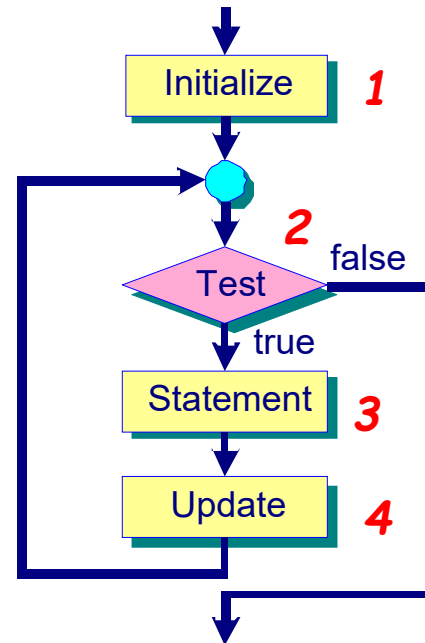 Initialize 1
2
false
Test
true
Statement 3
Update 4